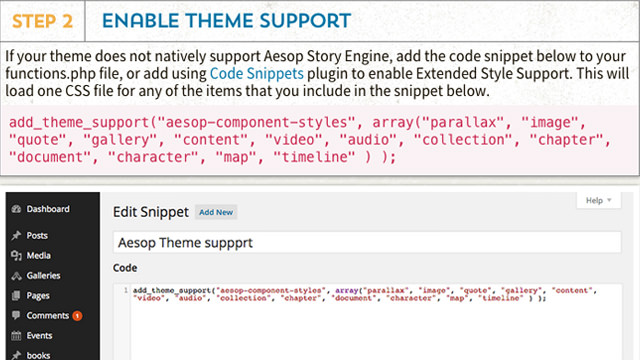 STEP 2 ENABLE THEME SUPPORT
If your theme does not natively support Aesop Story Engine, add the code snippet below to your
functions.php file, or add using Code Snippets plugin to enable Extended Style Support. This will
load one CSS file for any of the items that you include in the snippet below.
add_theme_support("aesop-component-styles", array("parallax", "image",
"quote", "gallery", "content", "video", "audio", "collection", "chapter",
"document", "character", "map", "timeline" ) );
Help
Dashboard
Edit Snippet Add New
Posts
Media
Galleries
Pages
Comments 1
Events
books
Aesop Theme suppprt
Code
1 add_theme_support("aesop-component-styles", array("parallax", "image", "quote", "gallery", "content",
"video", "audio", "collection", "chapter", "document", "character", "map", "timeline" ) );